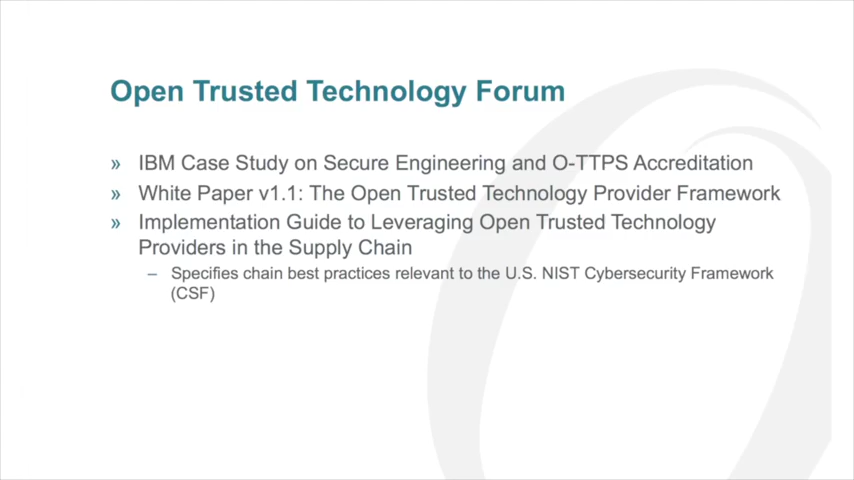 Open Trusted Technology Forum
» IBM Case Study on Secure Engineering and O-TTPS Accreditation
» White Paper v1.1: The Open Trusted Technology Provider Framework
» Implementation Guide to Leveraging Open Trusted Technology
Providers in the Supply Chain
– Specifies chain best practices relevant to the U.S. NIST Cybersecurity Framework
(CSF)